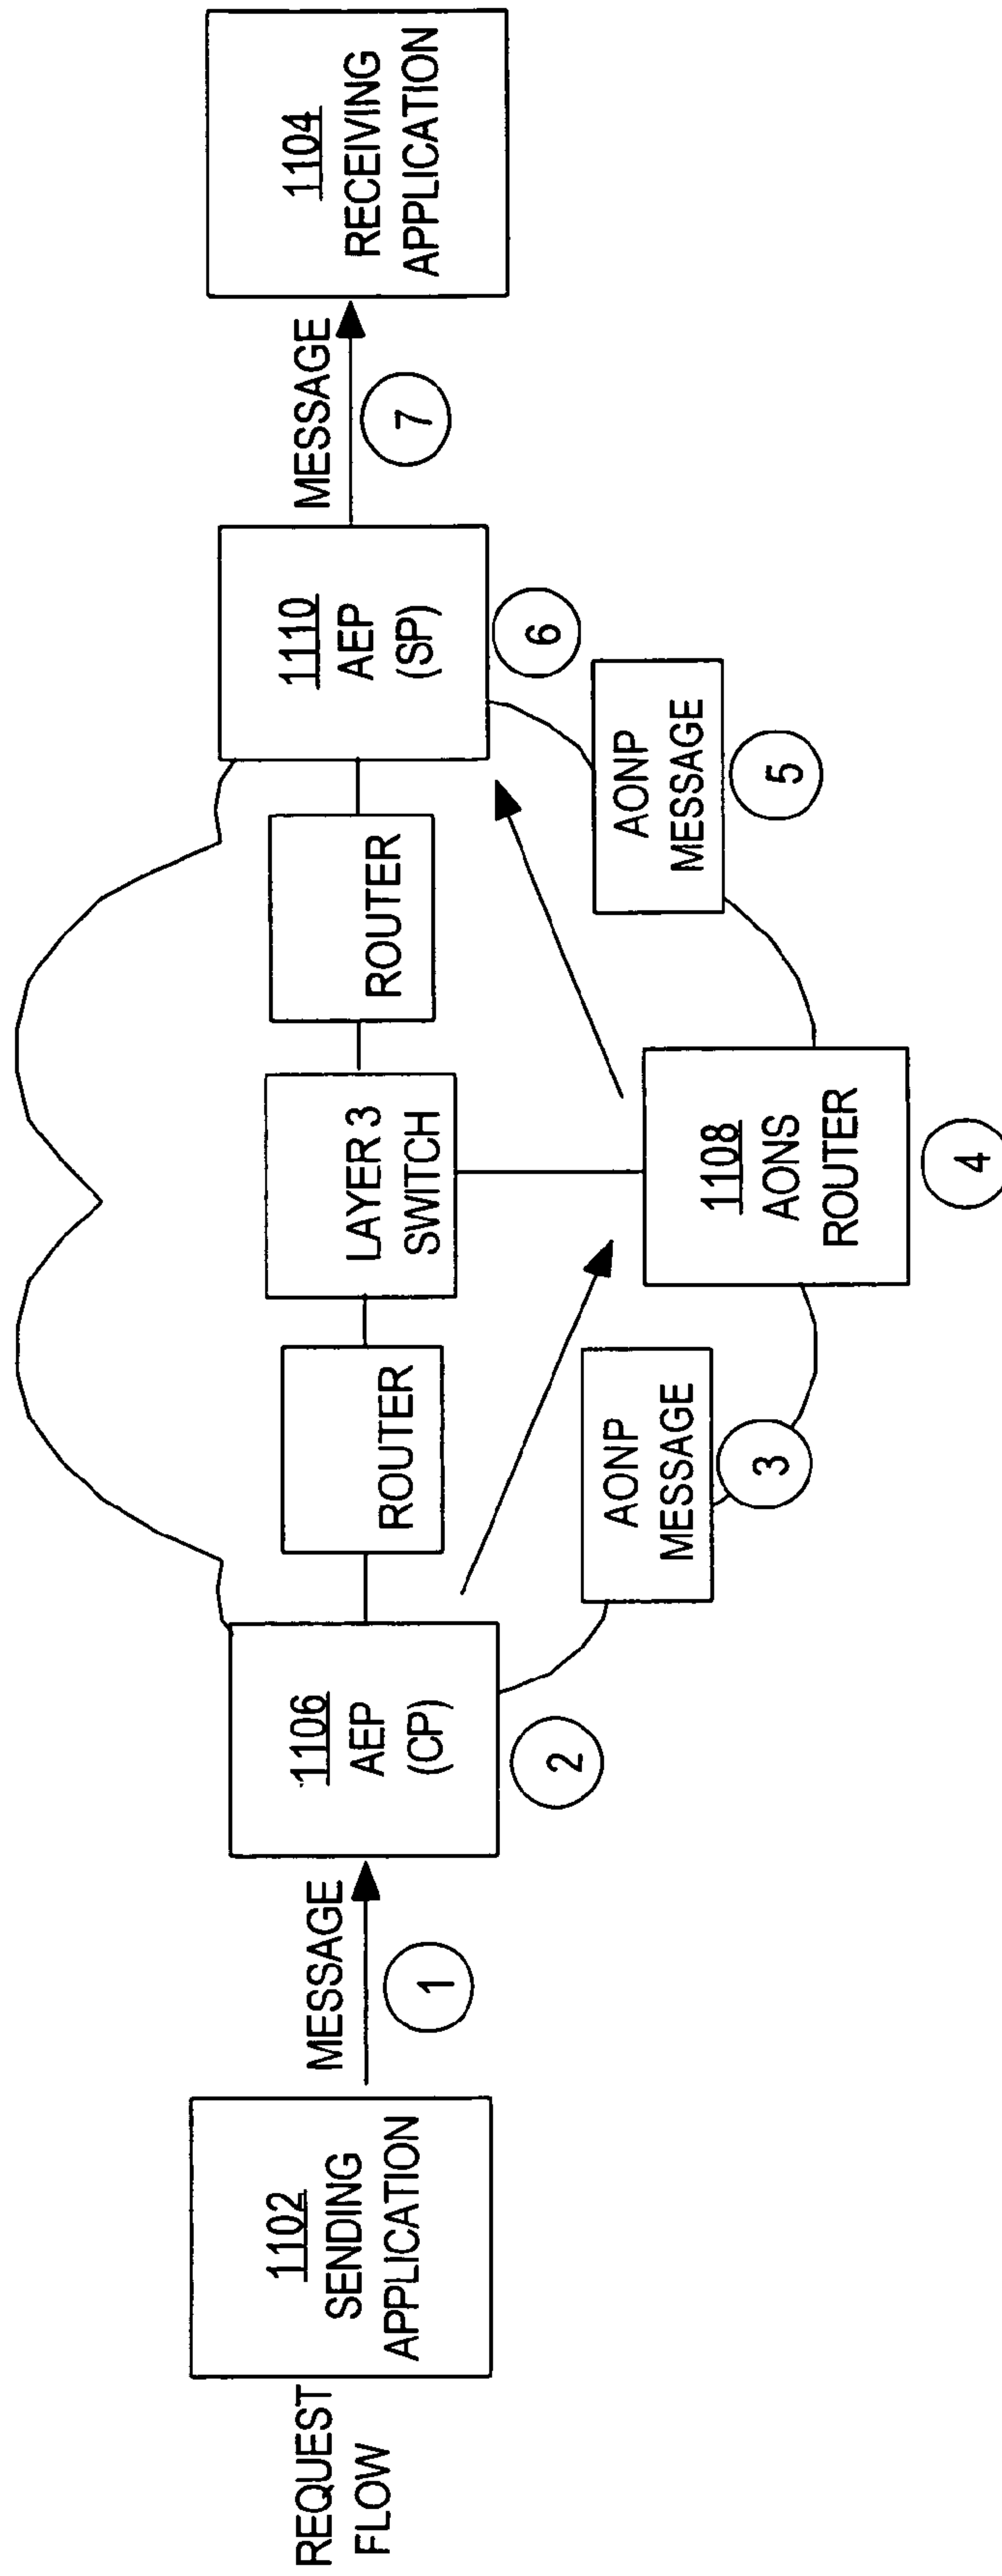 REQUEST
FLOW
1102
SENDING
APPLICATION
MESSAGE
1
1106
AEP
(CP)
2
ROUTER
AONP
MESSAGE
3
LAYER 3
SWITCH
1108
AONS
ROUTER
4
ROUTER
AONP
MESSAGE
5
1110
AEP
(SP)
6
MESSAGE
7
1104
RECEIVING
APPLICATION